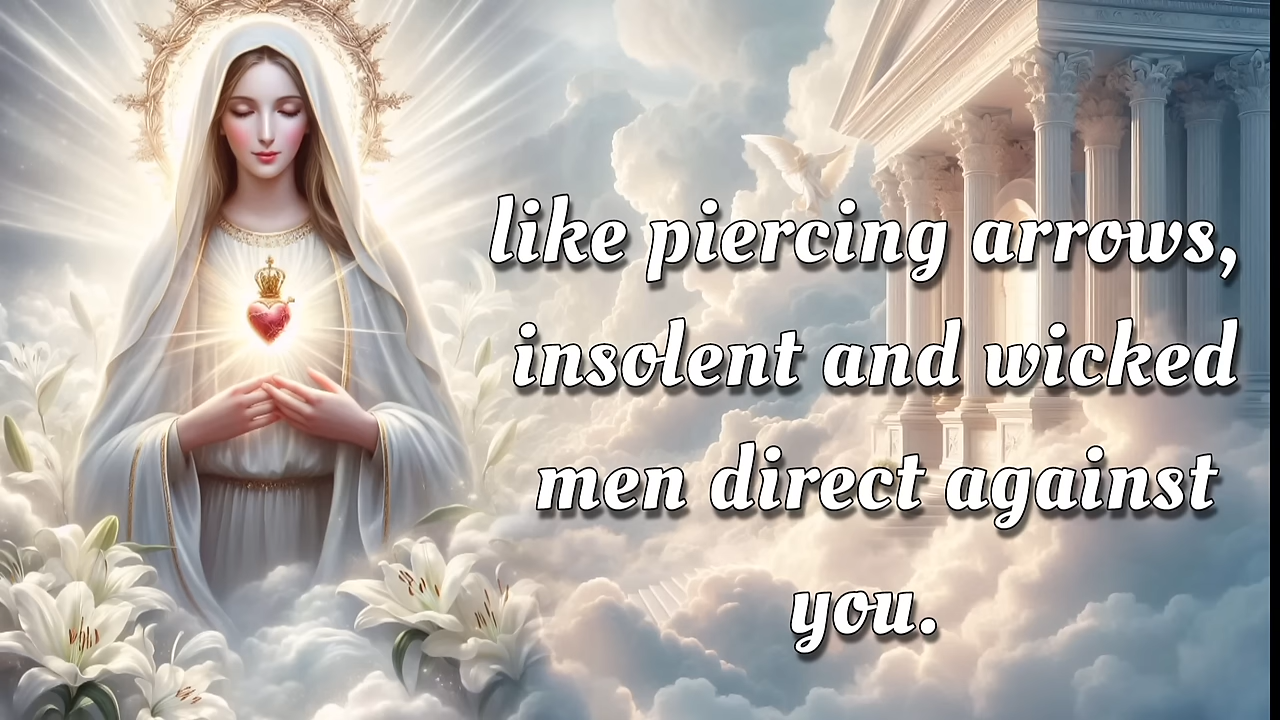 like piercing arrows,
insolent and wicked
men direct against
you.